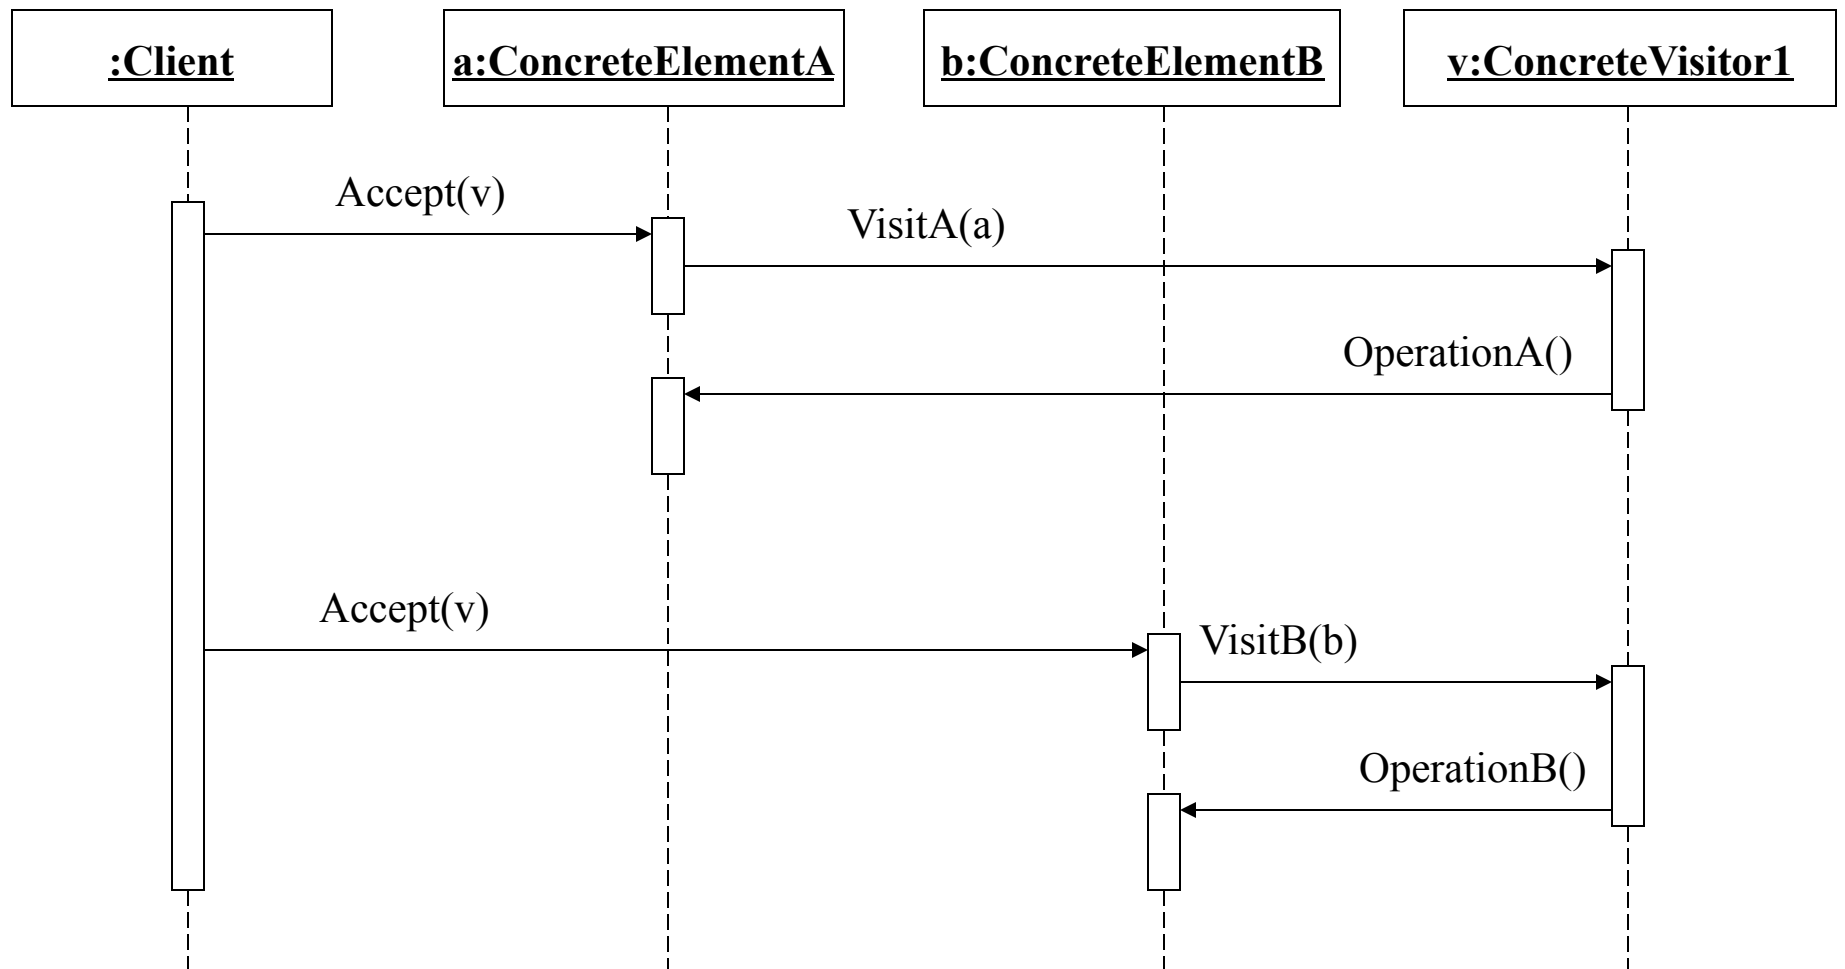 :Client
a:ConcreteElementA
b:ConcreteElementB
v:ConcreteVisitor1
Accept(v)
VisitA(a)
OperationA()
Accept(v)
VisitB(b)
OperationB()